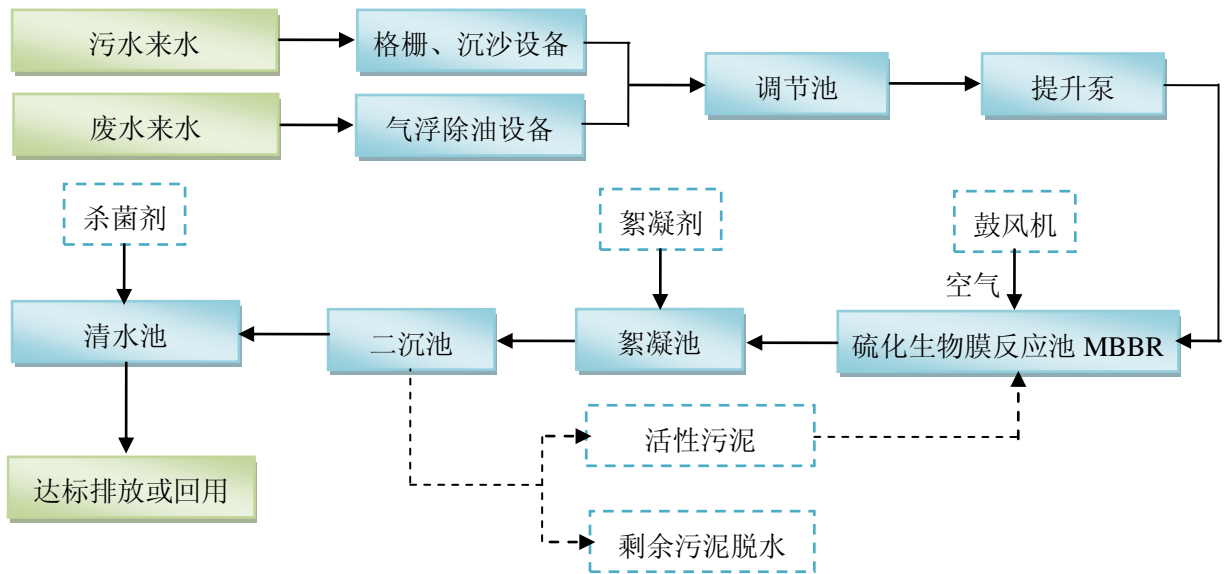 污水来水
格栅、沉沙设备
废水来水
气浮除油设备
调节池
提升泵
杀菌剂
絮凝剂
鼓风机
空气
清水池
二沉池
絮凝池
硫化生物膜反应池 MBBR
活性污泥
达标排放或回用
剩余污泥脱水